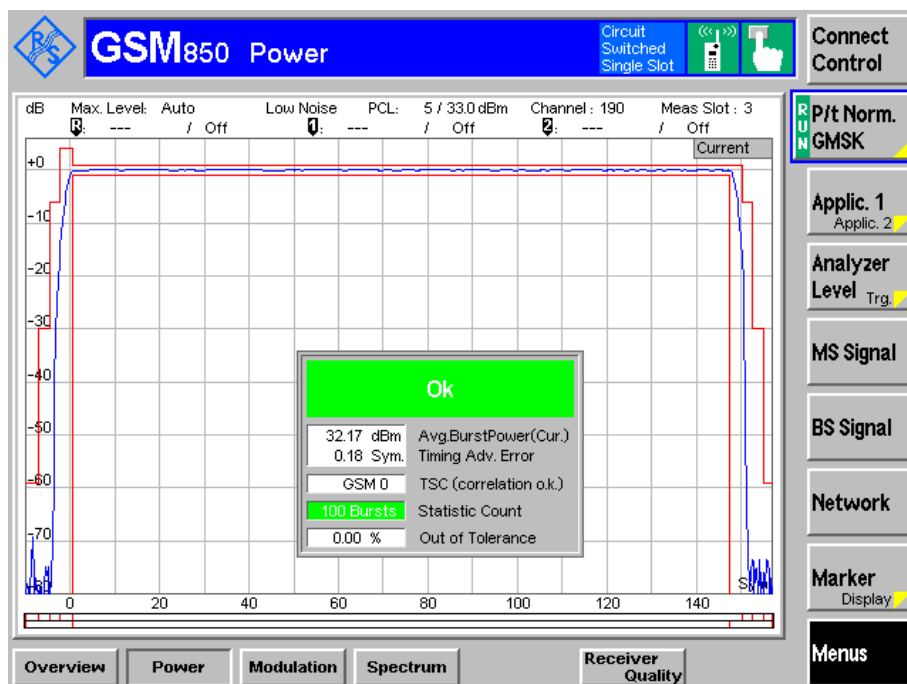 R&S
GSM850 Power
Circuit
Switched
Single Slot
Connect
Control
dB Max. Level: Auto Low Noise PCL: 5 / 33.0 dBm Channel : 190 Meas Slot : 3
R: --- / Off 1: --- / Off 2: --- / Off
Current
+0
-10
-20
-30
-40
-50
-60
-70
-80
0 20 40 60 80 100 120 140
Ok
32.17 dBm Avg.BurstPower(Cur.)
0.18 Sym. Timing Adv. Error
GSM 0 TSC (correlation o.k.)
100 Bursts Statistic Count
0.00 % Out of Tolerance
RUN
P/t Norm.
GMSK
Applic. 1
Applic. 2
Analyzer
Level Trg.
MS Signal
BS Signal
Network
Marker
Display
Menus
Overview Power Modulation Spectrum Receiver
Quality